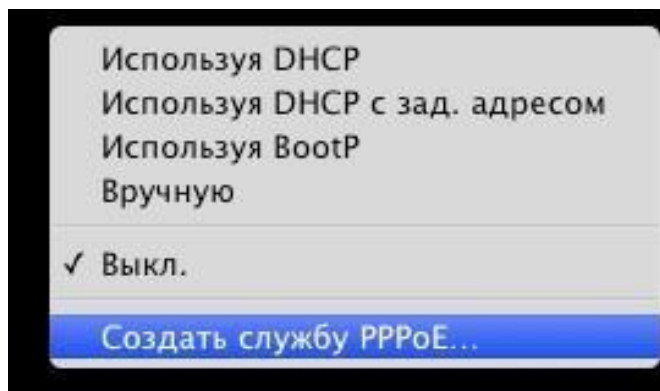 Используя DHCP
Используя DHCP с зад. адресом
Используя BootP
Вручную
✓ Выкл.
Создать службу PPPoE...